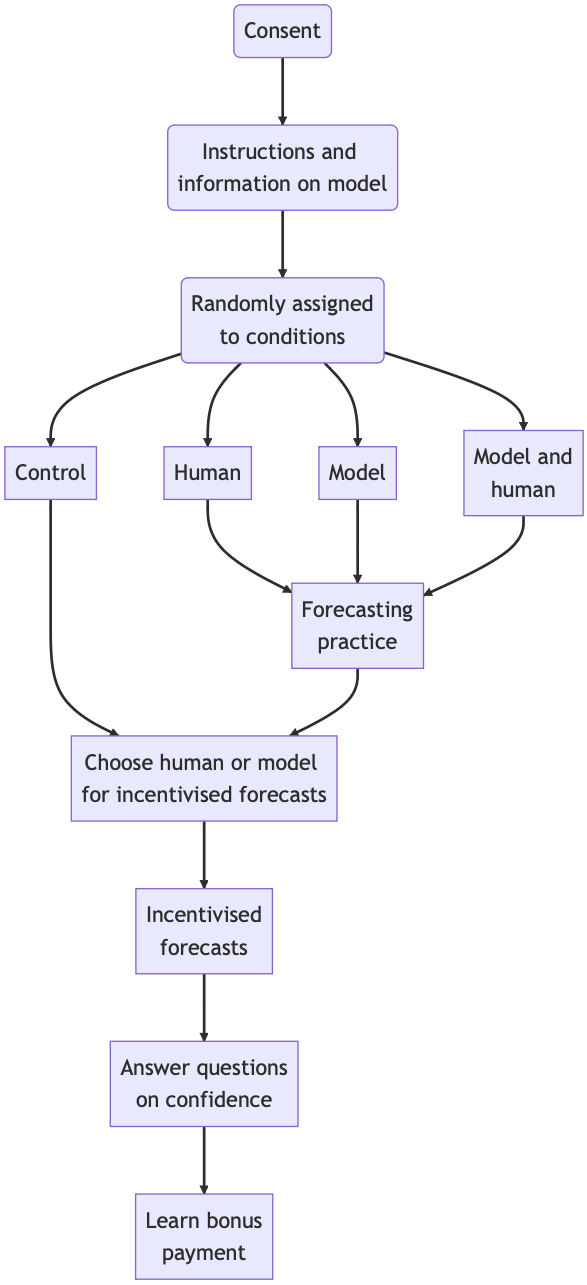 Consent
Instructions and
information on model
Randomly assigned
to conditions
Control
Human
Model
Model and
human
Forecasting
practice
Choose human or model
for incentivised forecasts
Incentivised
forecasts
Answer questions
on confidence
Learn bonus
payment